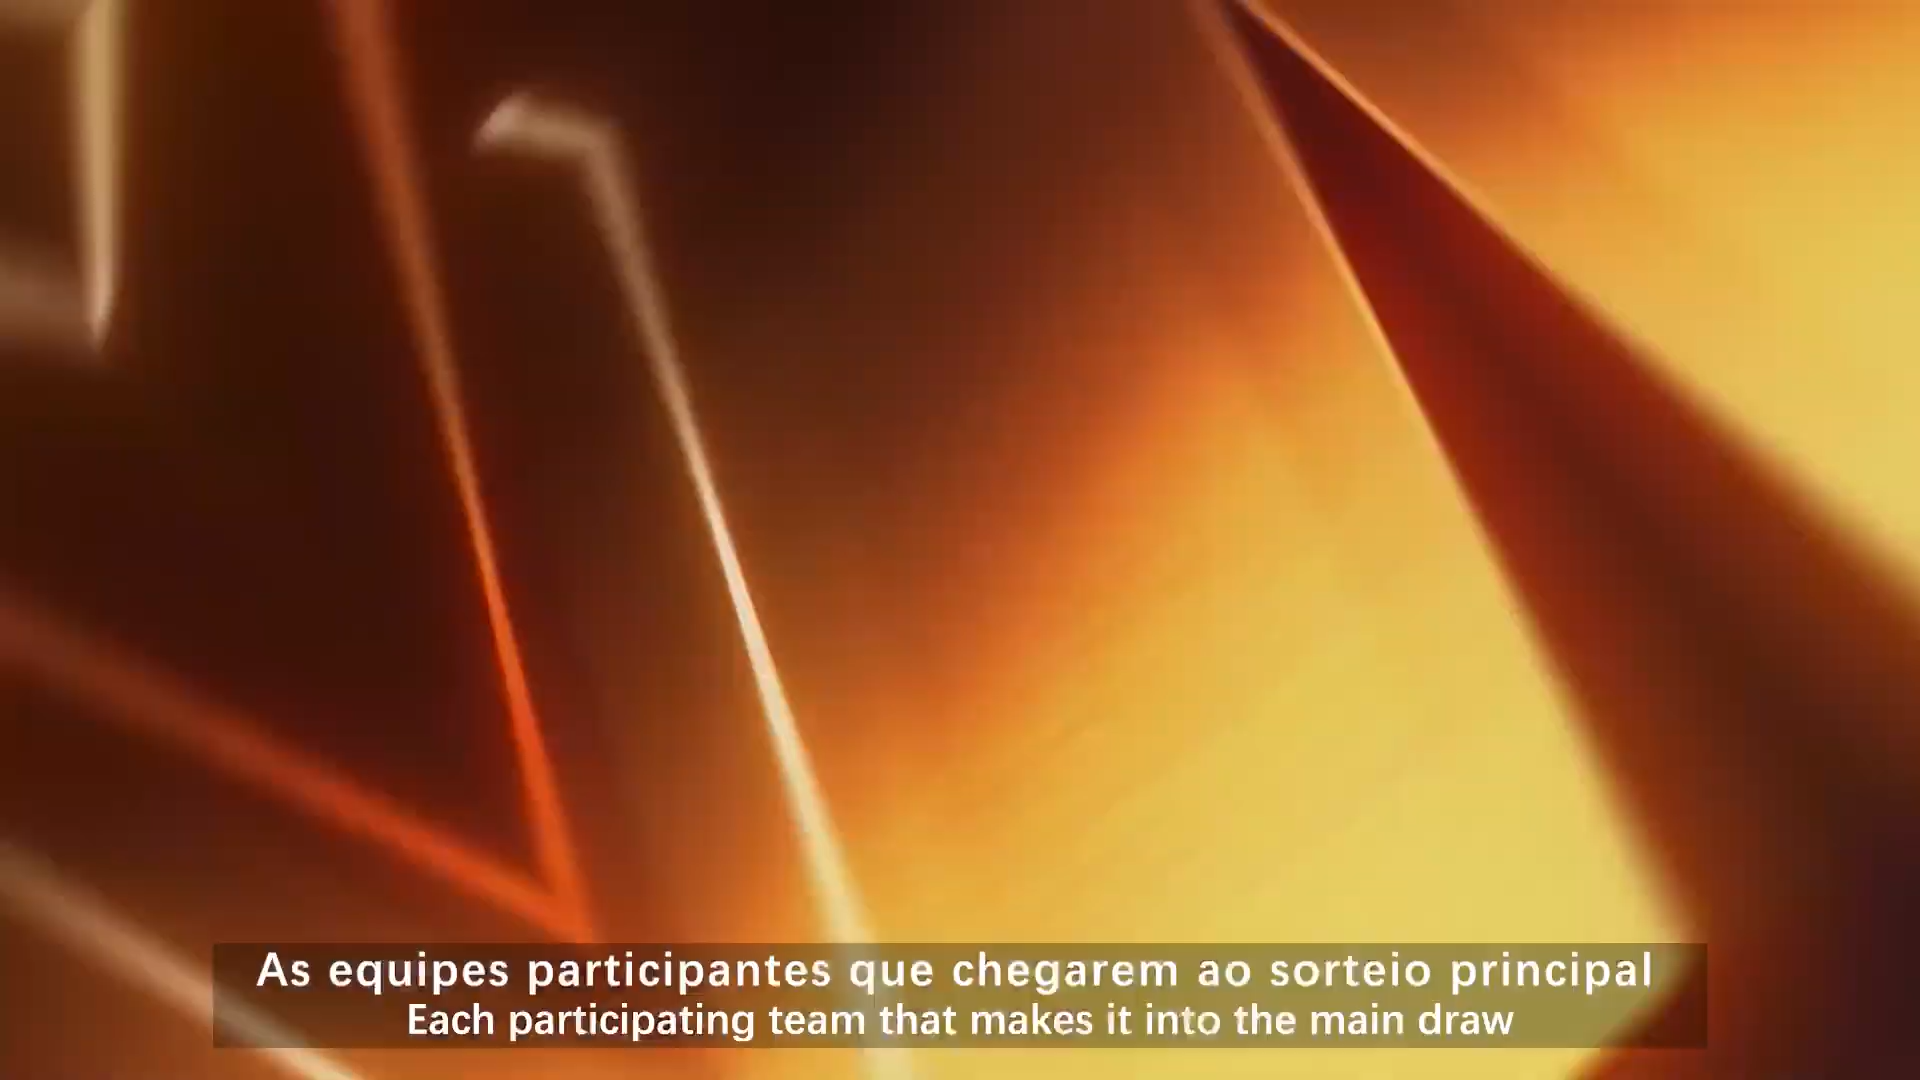 As equipes participantes que chegarem ao sorteio principal
Each participating team that makes it into the main draw